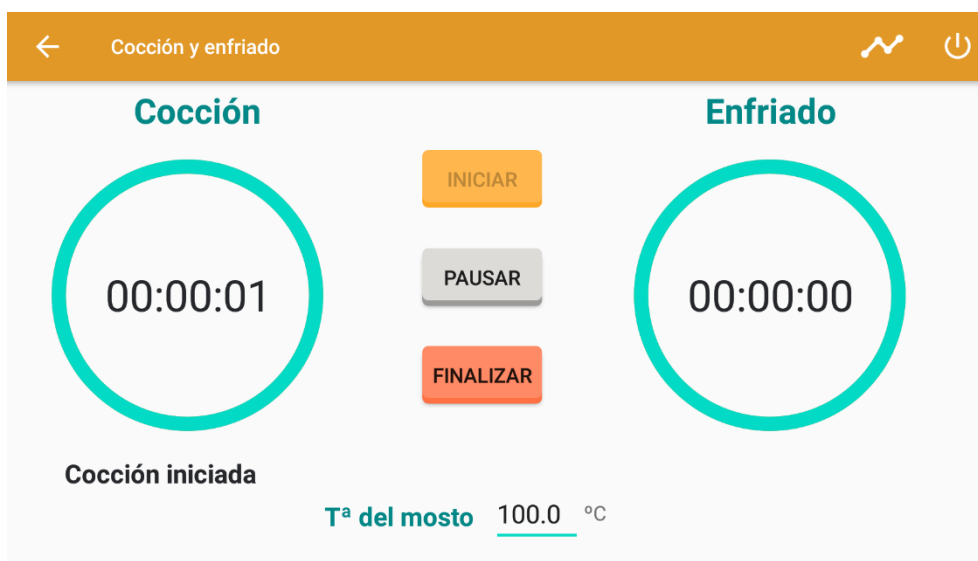 Cocción y enfriado
Cocción
Enfriado
INICIAR
00:00:01
PAUSAR
00:00:00
FINALIZAR
Cocción iniciada
Tª del mosto 100.0 ºC